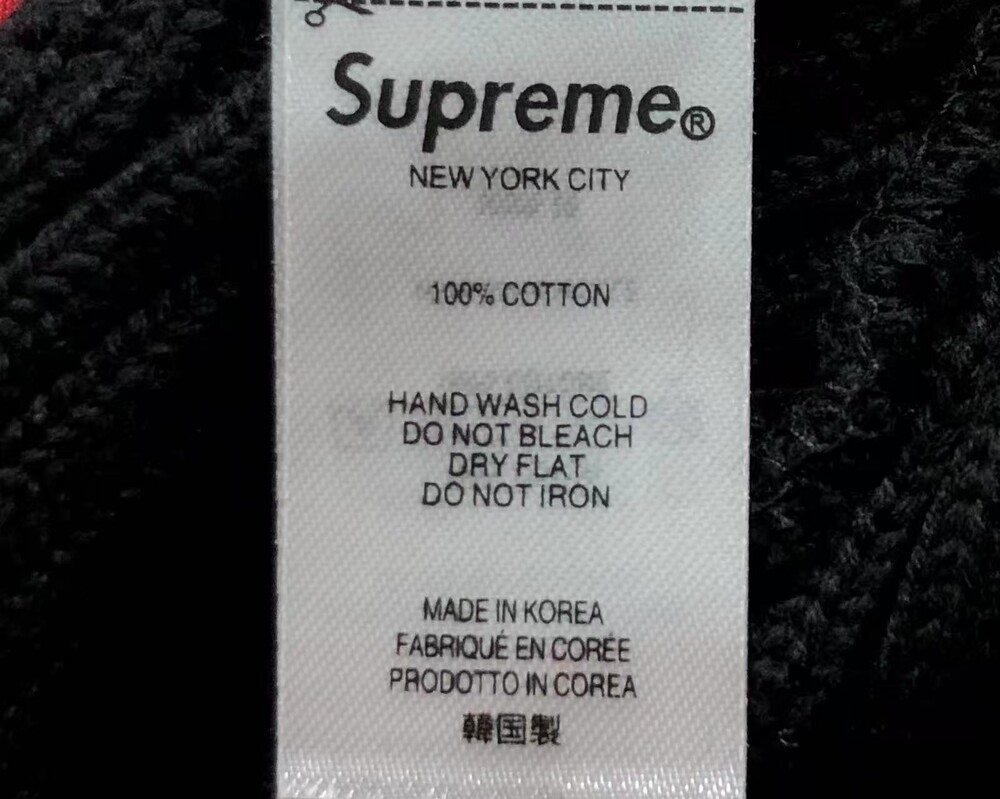 Supreme®
NEW YORK CITY
100% COTTON
HAND WASH COLD
DO NOT BLEACH
DRY FLAT
DO NOT IRON
MADE IN KOREA
FABRIQUÉ EN CORÉE
PRODOTTO IN COREA
韓国製